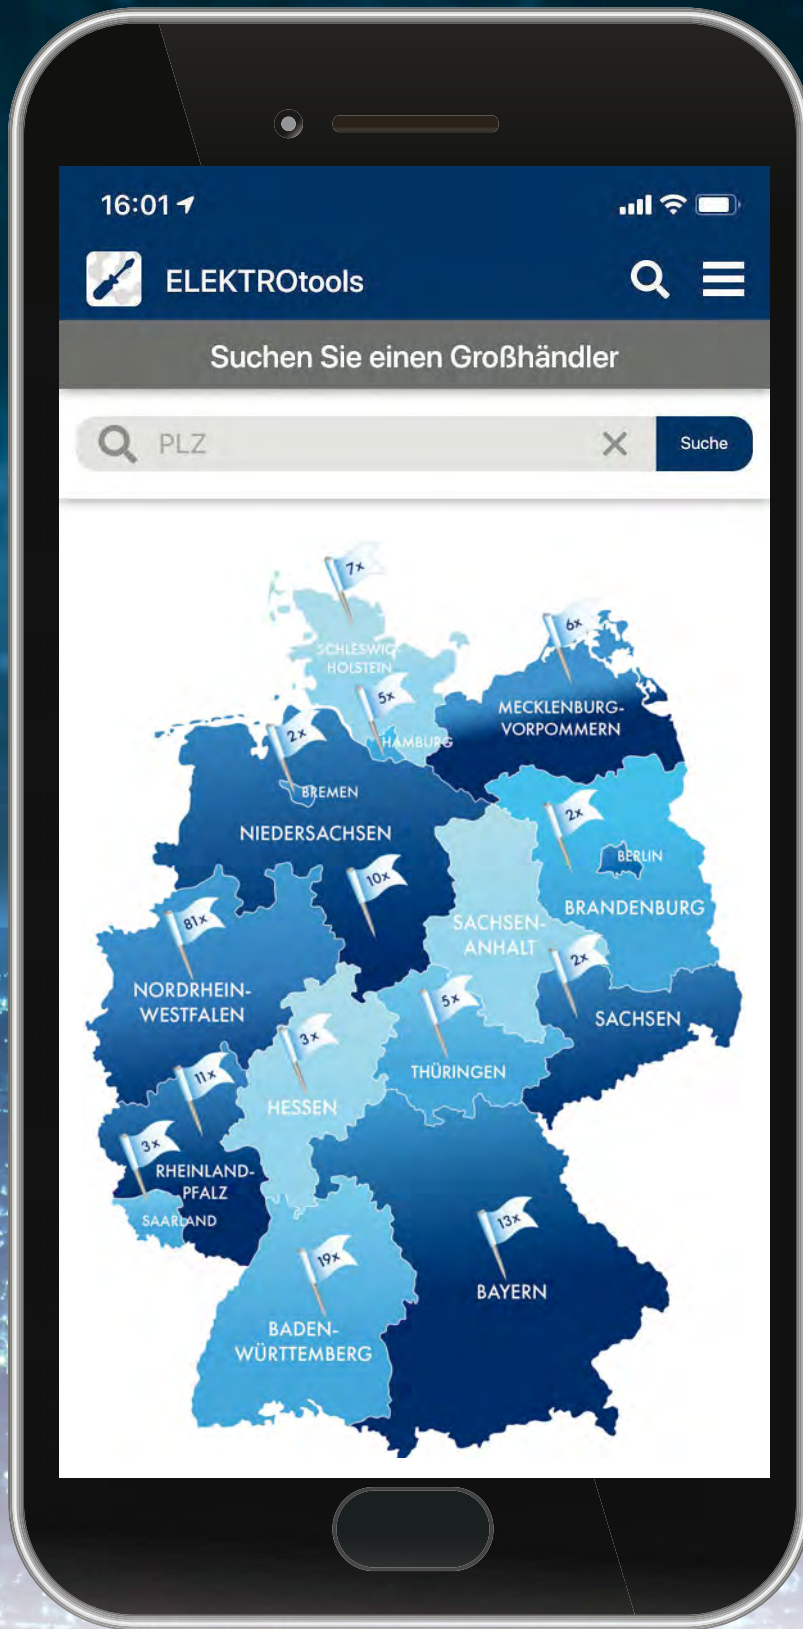 16:01
ELEKTROtools
Suchen Sie einen Großhändler
PLZ
Suche
7x
6x
SCHLESWIG-
HOLSTEIN
5x
MECKLENBURG-
VORPOMMERN
2x
HAMBURG
BREMEN
2x
NIEDERSACHSEN
BERLIN
10x
BRANDENBURG
81x
SACHSEN-
ANHALT
2x
NORDRHEIN-
WESTFALEN
5x
SACHSEN
3x
THÜRINGEN
11x
HESSEN
3x
RHEINLAND-
PFALZ
SAARLAND
13x
19x
BAYERN
BADEN-
WÜRTTEMBERG